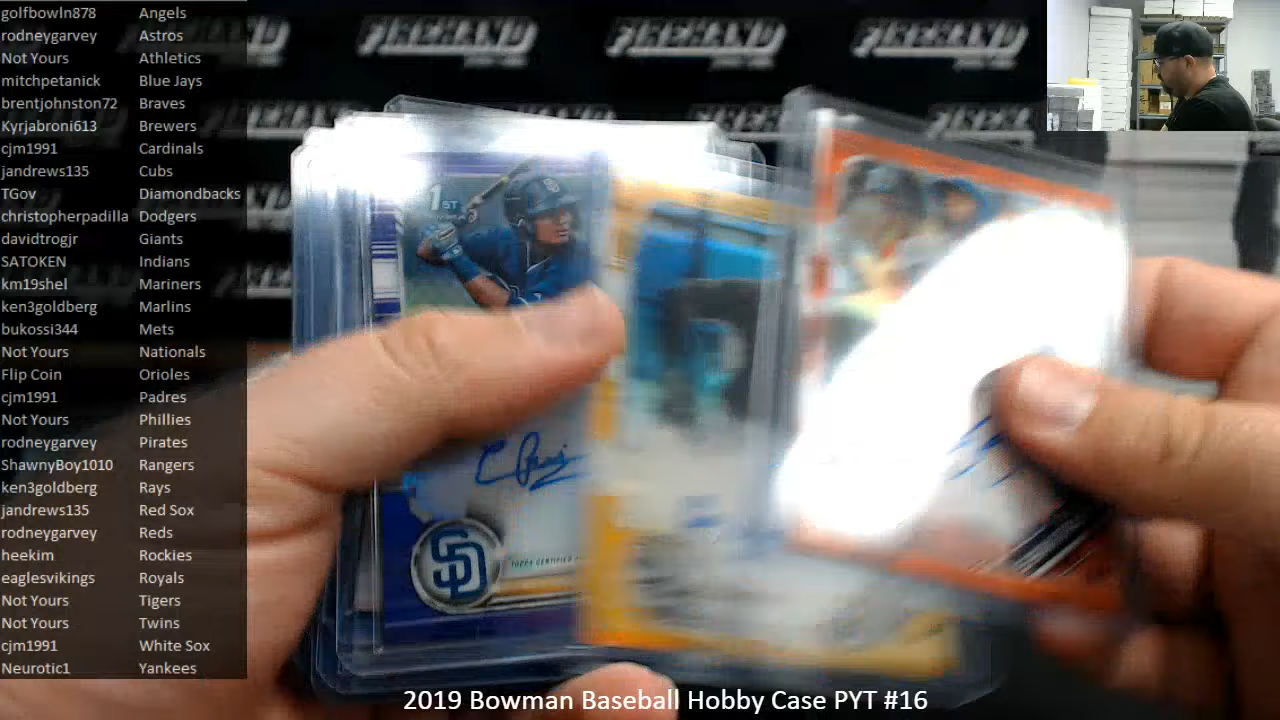 golfbowln878 Angels
rodneygarvey Astros
Not Yours Athletics
mitchpetanick Blue Jays
brentjohnston72 Braves
Kyrjabroni613 Brewers
cjm1991 Cardinals
jandrews135 Cubs
TGov Diamondbacks
christopherpadilla Dodgers
davidtrogjr Giants
SATOKEN Indians
km19shel Mariners
ken3goldberg Marlins
bukossi344 Mets
Not Yours Nationals
Flip Coin Orioles
cjm1991 Padres
Not Yours Phillies
rodneygarvey Pirates
ShawnyBoy1010 Rangers
ken3goldberg Rays
jandrews135 Red Sox
rodneygarvey Reds
heekim Rockies
eaglesvikings Royals
Not Yours Tigers
Not Yours Twins
cjm1991 White Sox
Neurotic1 Yankees
1ST
SD
TOPPS CERTIFIED
2019 Bowman Baseball Hobby Case PYT #16